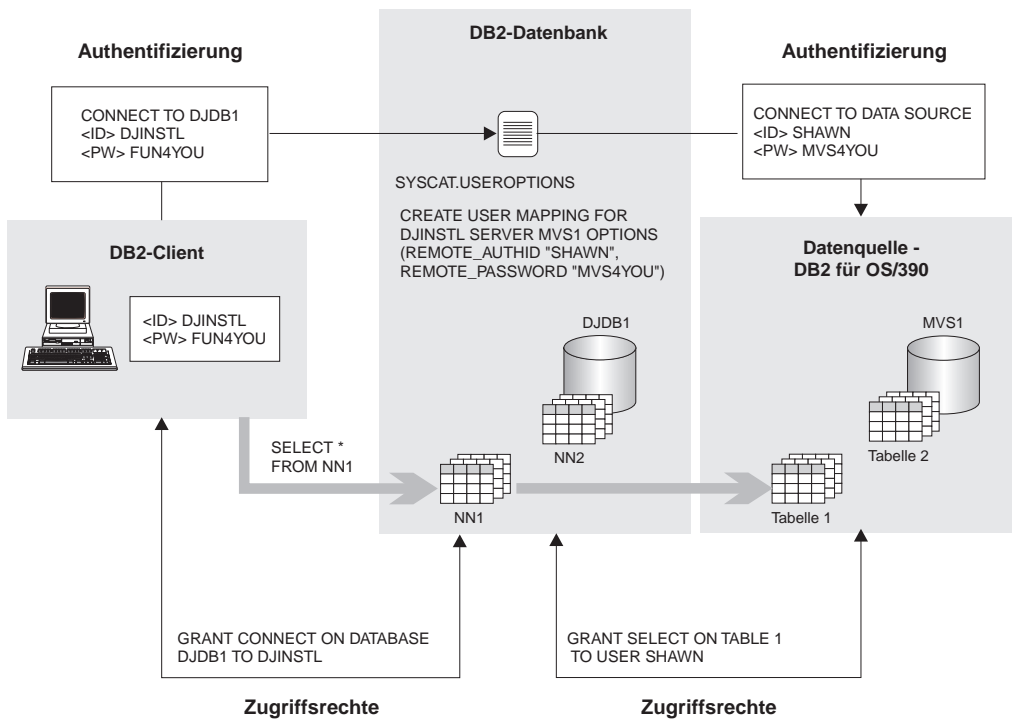 DB2-Datenbank
Authentifizierung
Authentifizierung
CONNECT TO DJDB1
<ID> DJINSTL
<PW> FUN4YOU
CONNECT TO DATA SOURCE
<ID> SHAWN
<PW> MVS4YOU
SYSCAT.USEROPTIONS
CREATE USER MAPPING FOR
DJINSTL SERVER MVS1 OPTIONS
(REMOTE_AUTHID "SHAWN",
REMOTE_PASSWORD "MVS4YOU")
DB2-Client
<ID> DJINSTL
<PW> FUN4YOU
Datenquelle -
DB2 für OS/390
DJDB1
MVS1
SELECT *
FROM NN1
NN2
Tabelle 2
NN1
Tabelle 1
GRANT CONNECT ON DATABASE
DJDB1 TO DJINSTL
GRANT SELECT ON TABLE 1
TO USER SHAWN
Zugriffsrechte
Zugriffsrechte